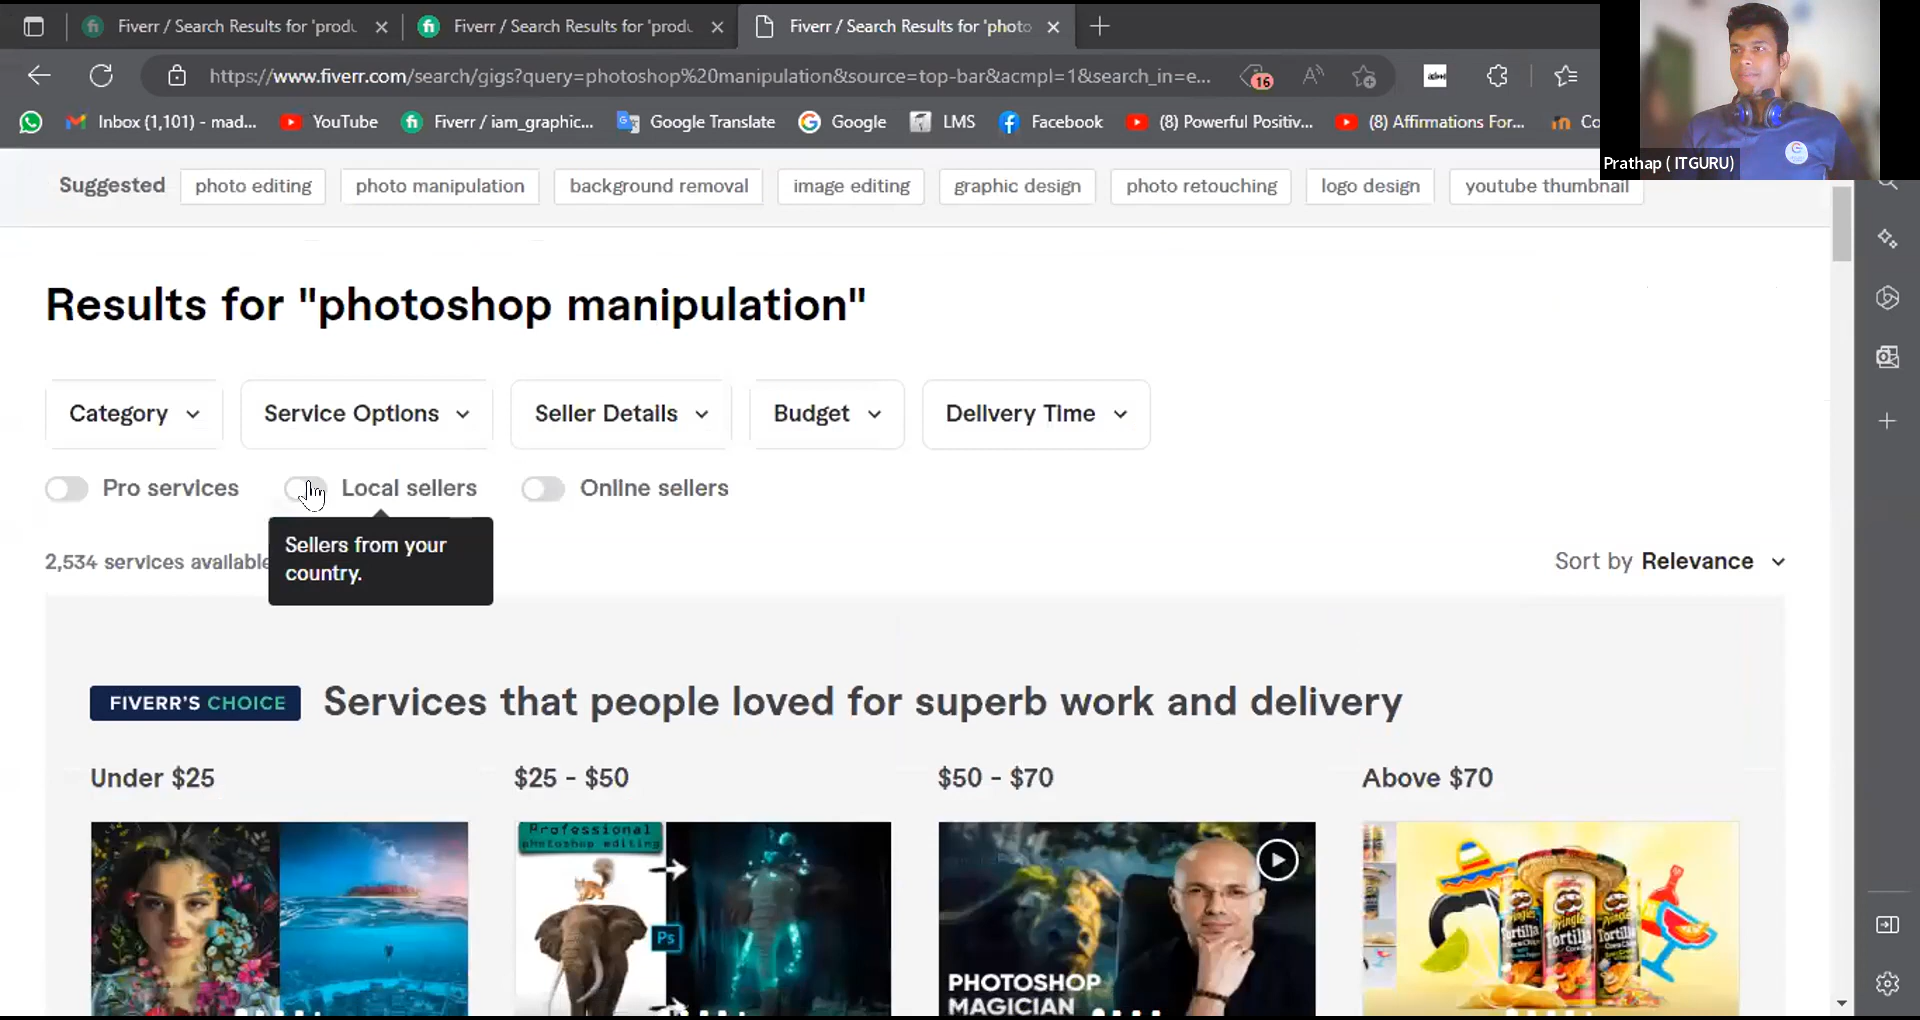 Fiverr / Search Results for 'produ
Fiverr / Search Results for 'produ
Fiverr / Search Results for 'photo
https://www.fiverr.com/search/gigs?query=photoshop%20manipulation&source=top-bar&acmpl=1&search_in=e...
16
Inbox (1,101) - mad...
YouTube
Fiverr / iam_graphic...
Google Translate
Google
LMS
Facebook
(8) Powerful Positiv...
(8) Affirmations For...
Co
Prathap ( ITGURU)
Suggested
photo editing
photo manipulation
background removal
image editing
graphic design
photo retouching
logo design
youtube thumbnail
Results for "photoshop manipulation"
Category
Service Options
Seller Details
Budget
Delivery Time
Pro services
Local sellers
Online sellers
Sellers from your
country.
2,534 services available
Sort by Relevance
FIVERR'S CHOICE
Services that people loved for superb work and delivery
Under $25
$25 - $50
$50 - $70
Above $70
Professional
photoshop editing
Ps
PHOTOSHOP
MAGICIAN
Pringles
Tortilla
Tortilla
Tortilla